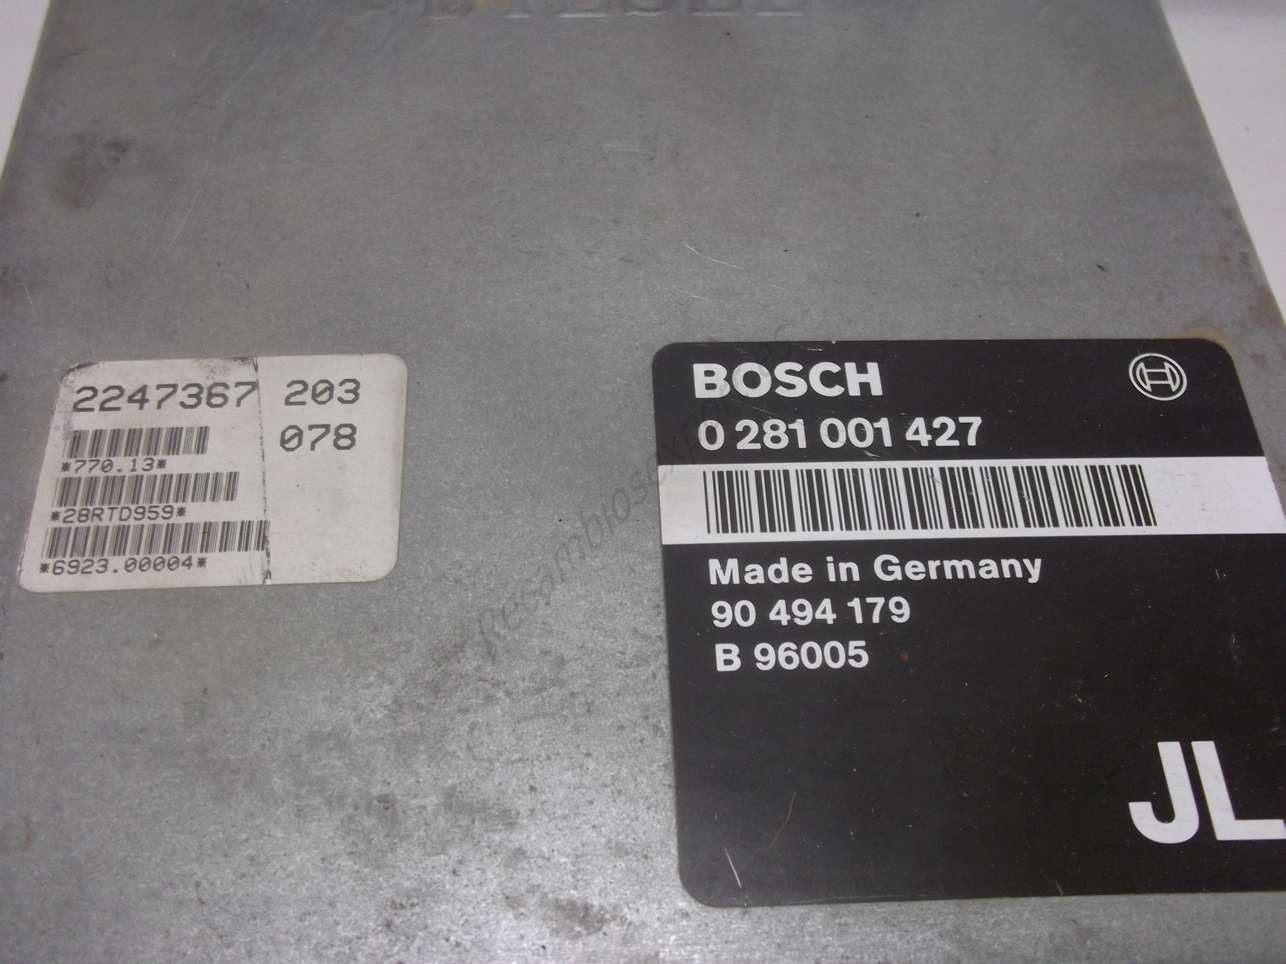 DIESEL
2247367 203
078
*770.13*
*28RTD959*
*6923.00004*
BOSCH
0 281 001 427
Made in Germany
90 494 179
B 96005
JL